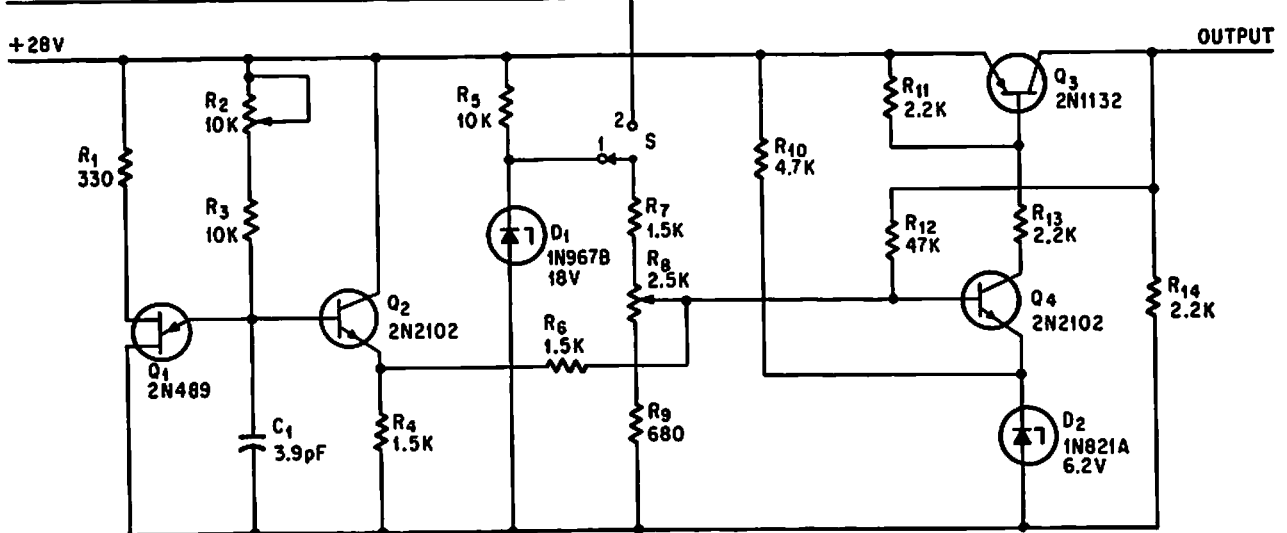 +28V
OUTPUT
R2
10K
R5
10K
2
S
1
R11
2.2K
Q3
2N1132
R1
330
R10
4.7K
R3
10K
D1
1N967B
18V
R7
1.5K
R8
2.5K
R12
47K
R13
2.2K
Q2
2N2102
Q4
2N2102
R14
2.2K
R6
1.5K
Q1
2N489
C1
3.9pF
R4
1.5K
R9
680
D2
1N821A
6.2V